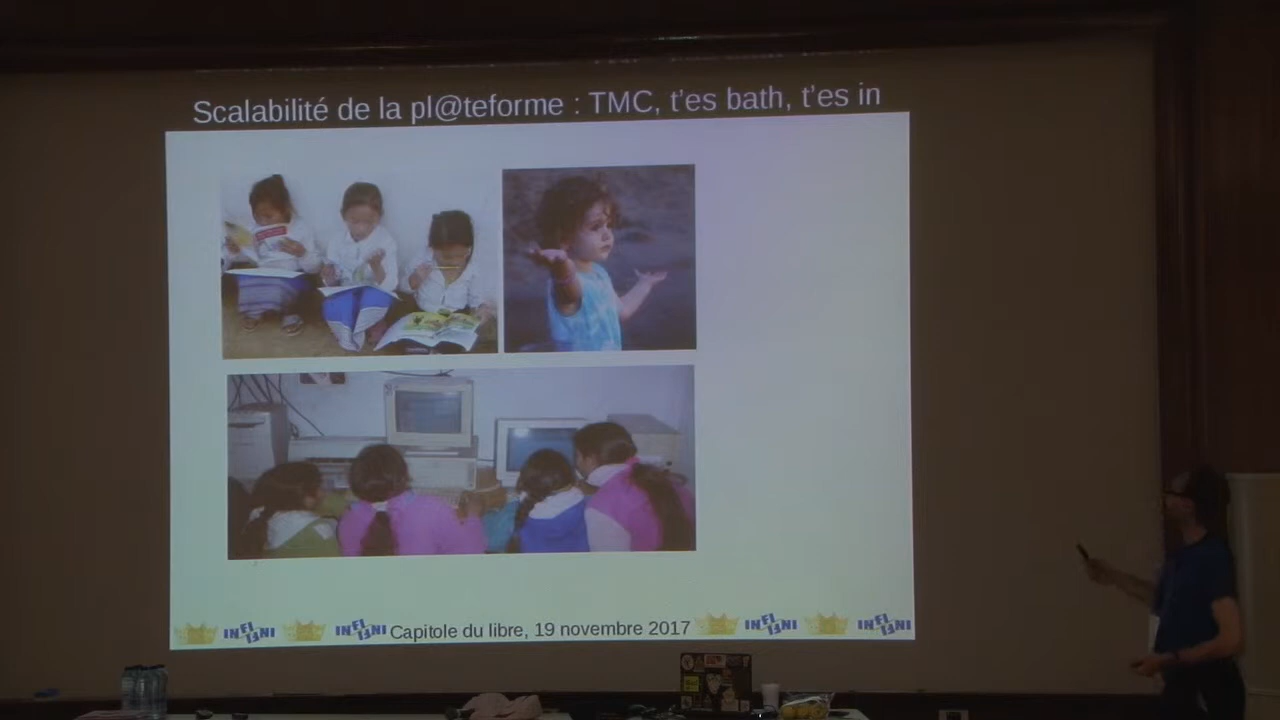 Scalabilité de la pl@teforme : TMC, t'es bath, t'es in
Capitole du libre, 19 novembre 2017